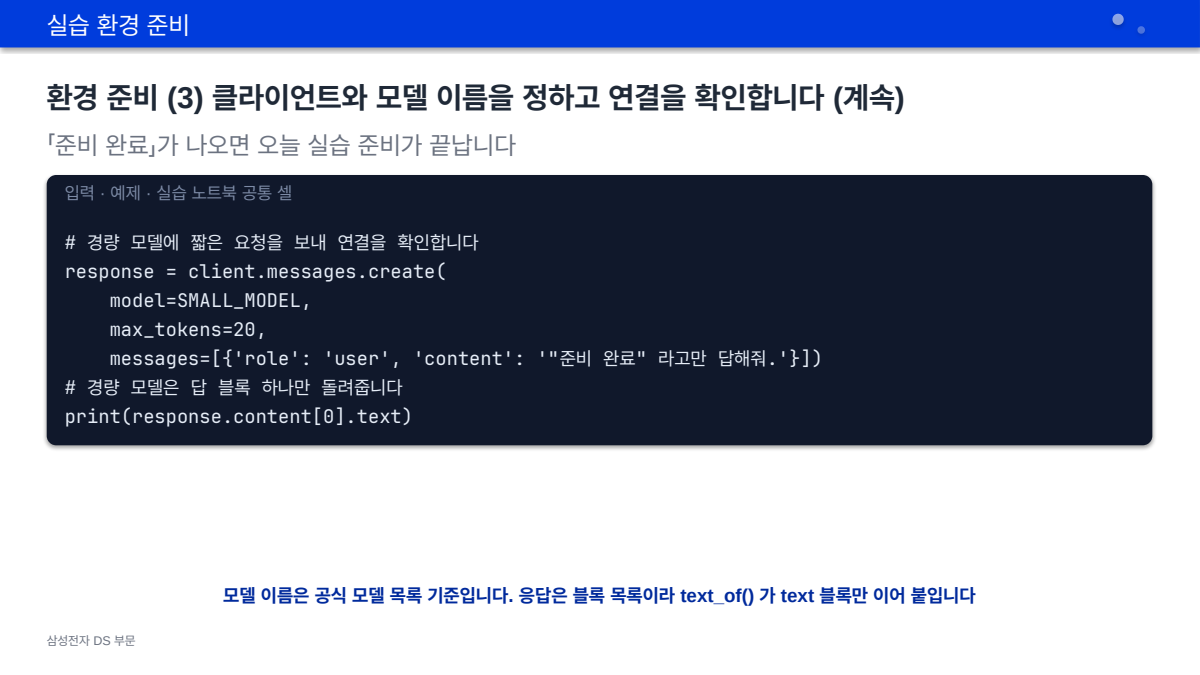 실습 환경 준비
환경 준비 (3) 클라이언트와 모델 이름을 정하고 연결을 확인합니다 (계속)
「준비 완료」가 나오면 오늘 실습 준비가 끝납니다
입력 · 예제 · 실습 노트북 공통 셀
# 경량 모델에 짧은 요청을 보내 연결을 확인합니다
response = client.messages.create(
    model=SMALL_MODEL,
    max_tokens=20,
    messages=[{'role': 'user', 'content': '"준비 완료" 라고만 답해줘.'}])
# 경량 모델은 답 블록 하나만 돌려줍니다
print(response.content[0].text)
모델 이름은 공식 모델 목록 기준입니다. 응답은 블록 목록이라 text_of() 가 text 블록만 이어 붙입니다
삼성전자 DS 부문